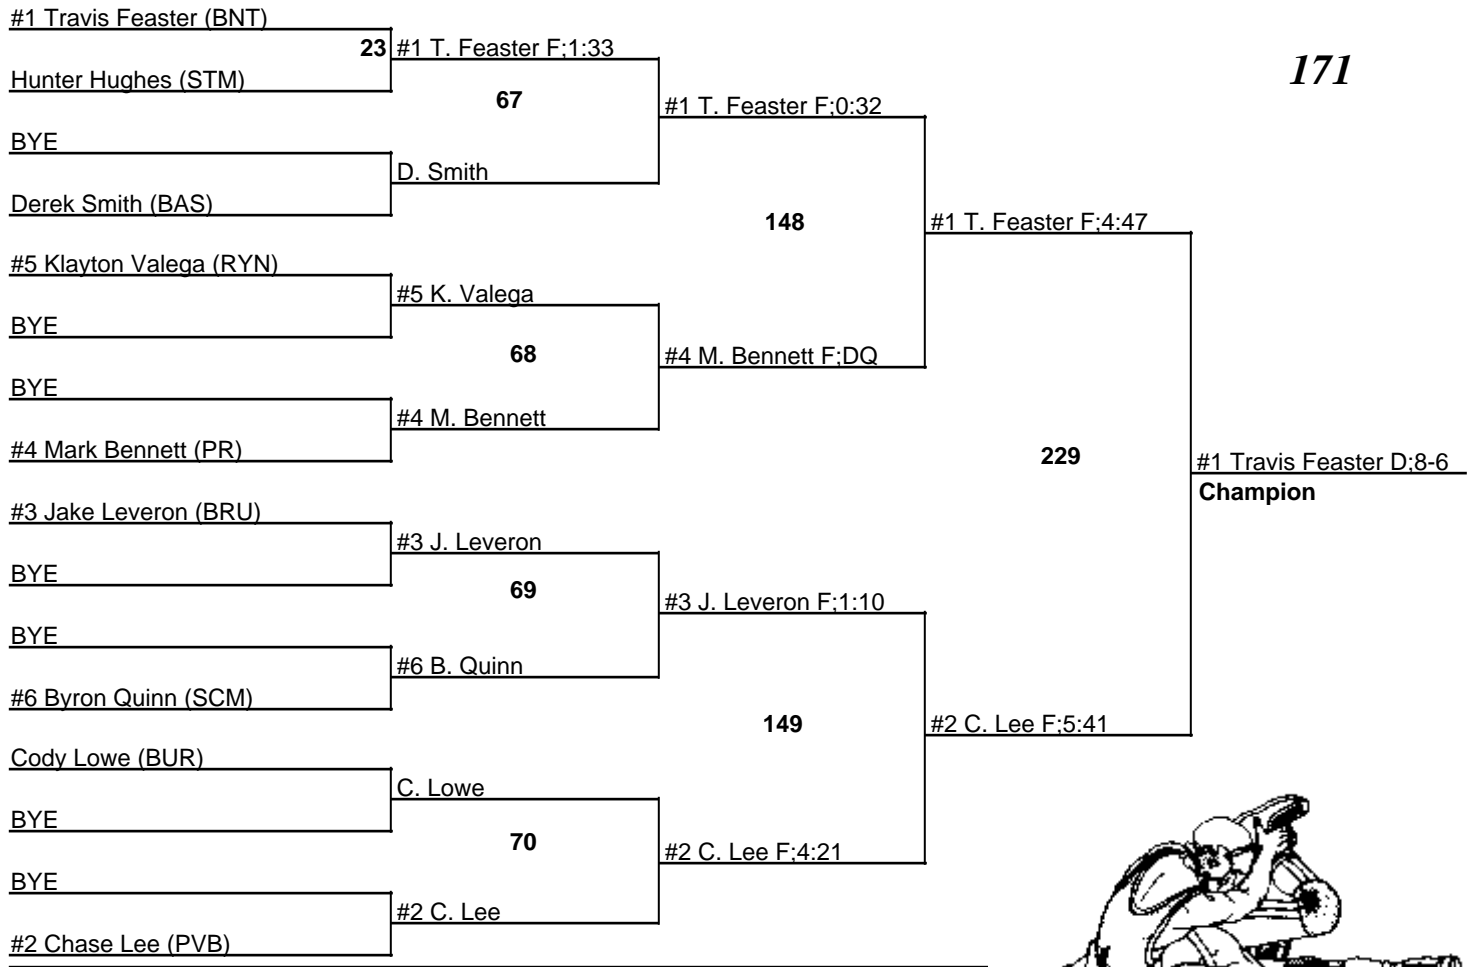 #1 Travis Feaster (BNT)
23 #1 T. Feaster F;1:33
171
Hunter Hughes (STM)
67
#1 T. Feaster F;0:32
BYE
D. Smith
Derek Smith (BAS)
148
#1 T. Feaster F;4:47
#5 Klayton Valega (RYN)
#5 K. Valega
BYE
68
#4 M. Bennett F;DQ
BYE
#4 M. Bennett
#4 Mark Bennett (PR)
229
#1 Travis Feaster D;8-6
Champion
#3 Jake Leveron (BRU)
#3 J. Leveron
BYE
69
#3 J. Leveron F;1:10
BYE
#6 B. Quinn
#6 Byron Quinn (SCM)
149
#2 C. Lee F;5:41
Cody Lowe (BUR)
C. Lowe
BYE
70
#2 C. Lee F;4:21
BYE
#2 C. Lee
#2 Chase Lee (PVB)